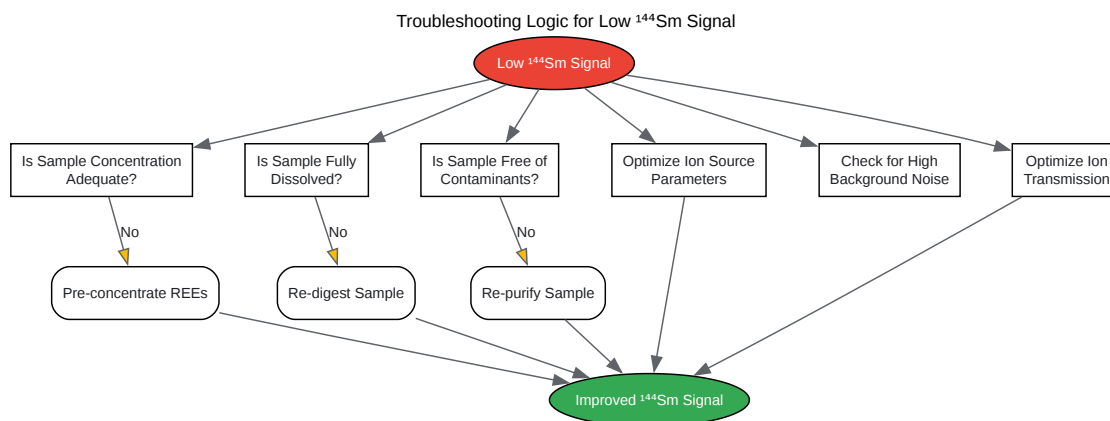 Troubleshooting Logic for Low ¹⁴⁴Sm Signal
Low ¹⁴⁴Sm Signal
Is Sample Concentration
Adequate?
Is Sample Fully
Dissolved?
Is Sample Free of
Contaminants?
Optimize Ion Source
Parameters
Check for High
Background Noise
Optimize Ion
Transmission
No
No
No
Pre-concentrate REEs
Re-digest Sample
Re-purify Sample
Improved ¹⁴⁴Sm Signal